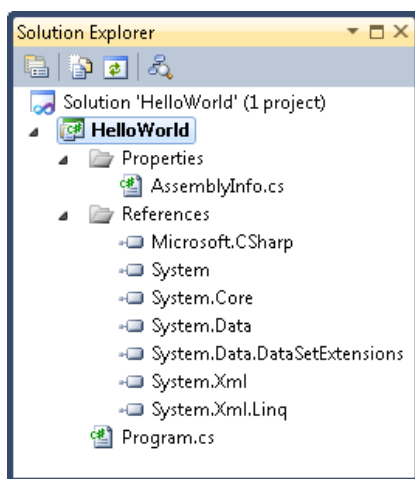 Solution Explorer
Solution 'HelloWorld' (1 project)
HelloWorld
Properties
AssemblyInfo.cs
References
Microsoft.CSharp
System
System.Core
System.Data
System.Data.DataSetExtensions
System.Xml
System.Xml.Linq
Program.cs